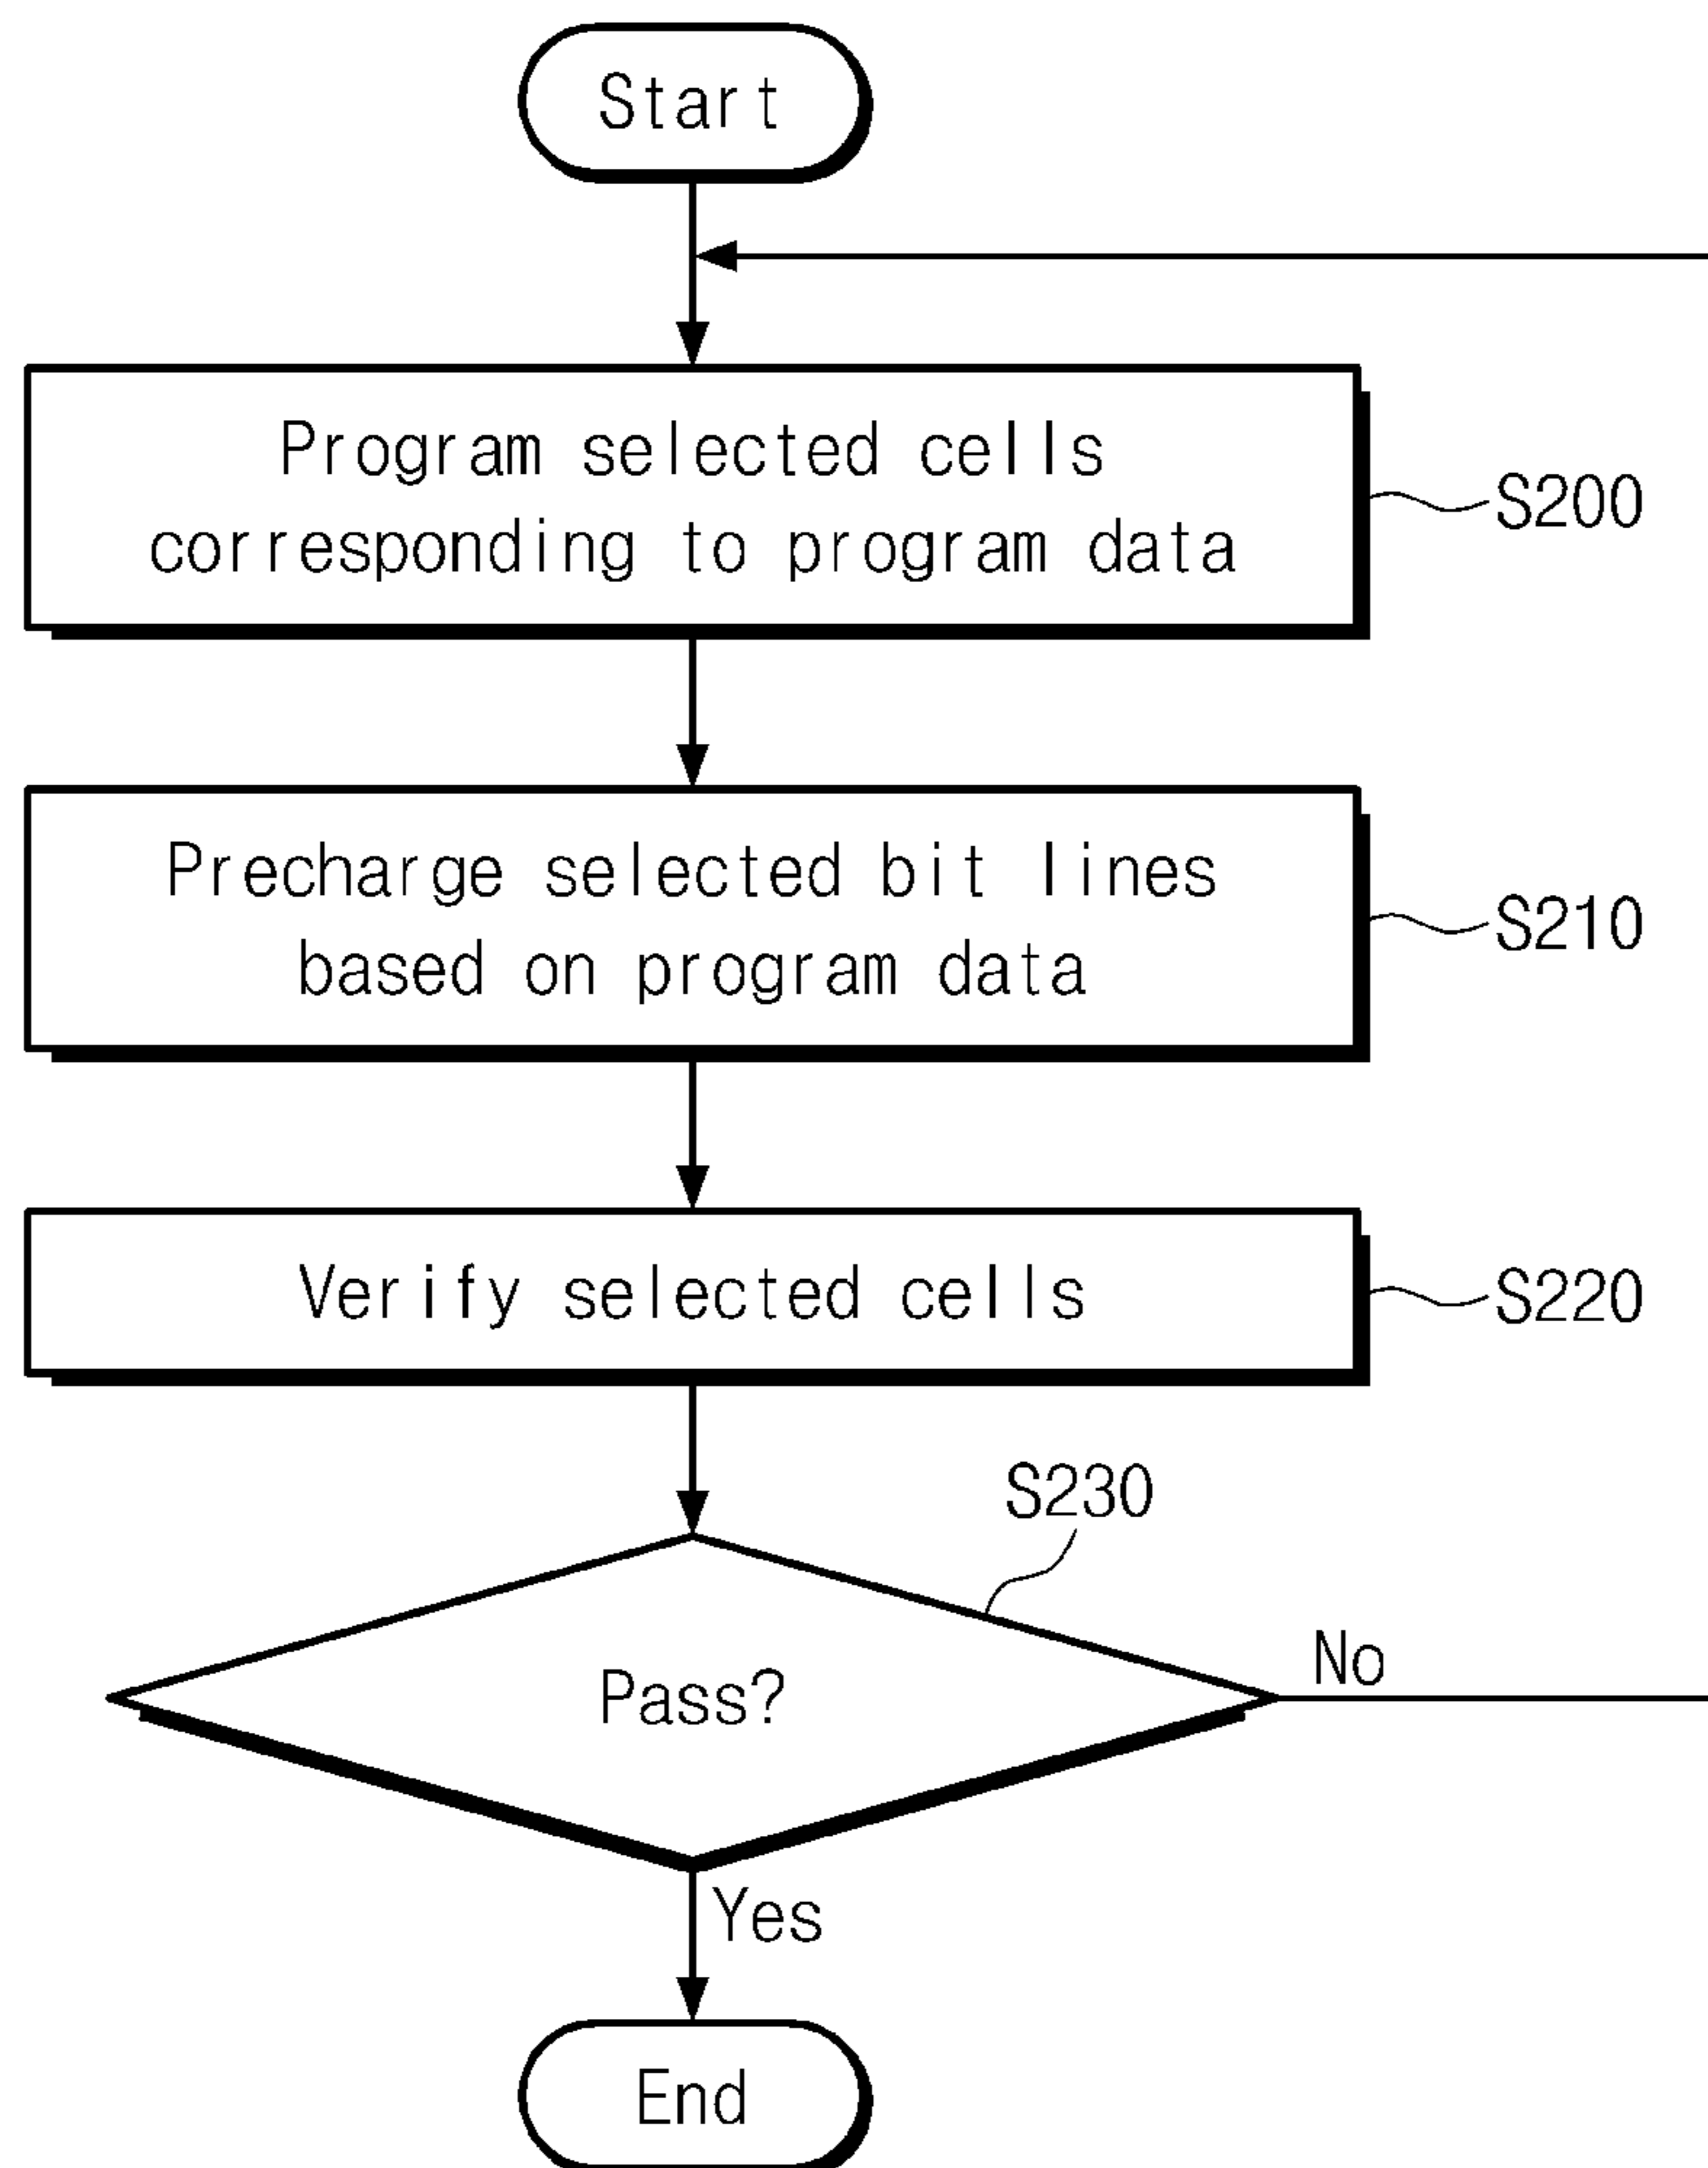 Start
Program selected cells
corresponding to program data
S200
Precharge selected bit lines
based on program data
S210
Verify selected cells
S220
S230
Pass?
No
Yes
End